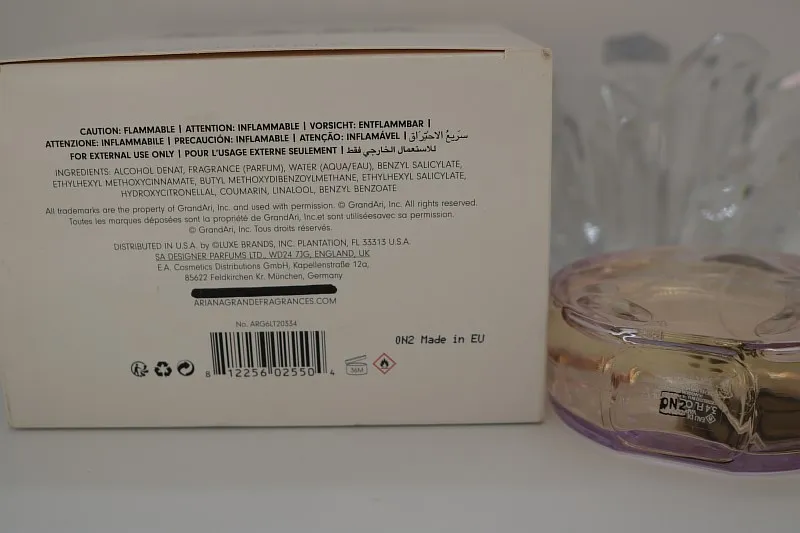 CAUTION: FLAMMABLE | ATTENTION: INFLAMMABLE | VORSICHT: ENTFLAMMBAR |
ATTENZIONE: INFIAMMABILE | PRECAUCIÓN: INFLAMABLE | ATENÇÃO: INFLAMÁVEL | سريع الاحتراق
FOR EXTERNAL USE ONLY | POUR L'USAGE EXTERNE SEULEMENT | للاستعمال الخارجي فقط
INGREDIENTS: ALCOHOL DENAT, FRAGRANCE (PARFUM), WATER (AQUA/EAU), BENZYL SALICYLATE,
ETHYLHEXYL METHOXYCINNAMATE, BUTYL METHOXYDIBENZOYLMETHANE, ETHYLHEXYL SALICYLATE,
HYDROXYCITRONELLAL, COUMARIN, LINALOOL, BENZYL BENZOATE
All trademarks are the property of GrandAri, Inc. and used with permission. © GrandAri, Inc. All rights reserved.
Toutes les marques déposées sont la propriété de GrandAri, Inc.et sont utiliséesavec sa permission.
© GrandAri, Inc. Tous droits réservés.
DISTRIBUTED IN U.S.A. by ©LUXE BRANDS, INC. PLANTATION, FL 33313 U.S.A.
SA DESIGNER PARFUMS LTD., WD24 7JG, ENGLAND, UK
E.A. Cosmetics Distributions GmbH, Kapellenstraße 12a,
85622 Feldkirchen Kr. München, Germany
ARIANAGRANDEFRAGRANCES.COM
No. ARG6LT20334
0N2 Made in EU
8 12256 02550 4
36M
0N2
3.4 FL